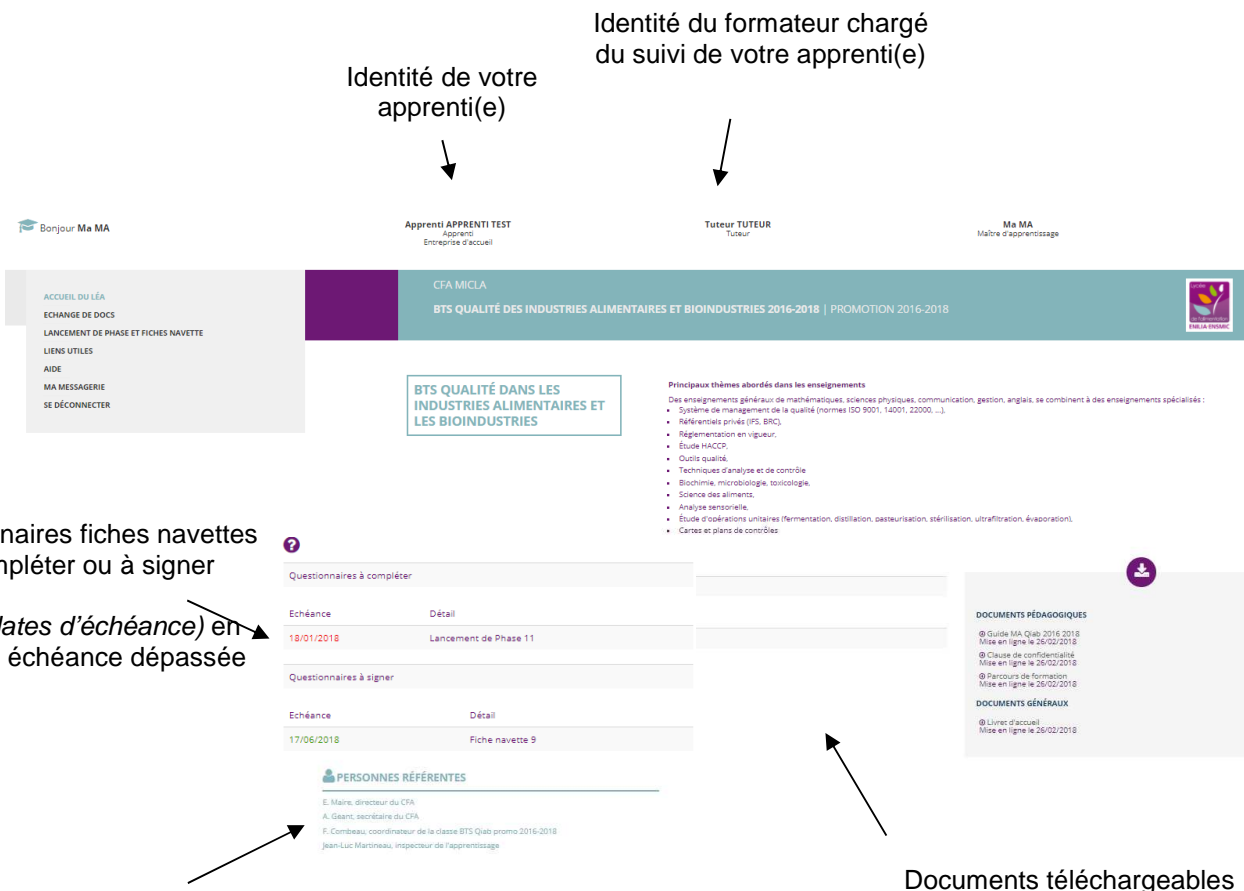 Identité du formateur chargé
du suivi de votre apprenti(e)
Identité de votre
apprenti(e)
Bonjour Ma MA
Apprenti APPRENTI TEST
Apprenti
Entreprise d'accueil
Tuteur TUTEUR
Tuteur
Ma MA
Maître d'apprentissage
ACCUEIL DU LÉA
ECHANGE DE DOCS
LANCEMENT DE PHASE ET FICHES NAVETTE
LIENS UTILES
AIDE
MA MESSAGERIE
SE DÉCONNECTER
CFA MICLA
BTS QUALITÉ DES INDUSTRIES ALIMENTAIRES ET BIOINDUSTRIES 2016-2018 | PROMOTION 2016-2018
Lycée
de l'alimentation
ENILIA ENSMIC
BTS QUALITÉ DANS LES
INDUSTRIES ALIMENTAIRES ET
LES BIOINDUSTRIES
Principaux thèmes abordés dans les enseignements
Des enseignements généraux de mathématiques, sciences physiques, communication, gestion, anglais, se combinent à des enseignements spécialisés :
Système de management de la qualité (normes ISO 9001, 14001, 22000, ...),
Référentiels privés (IFS, BRC),
Réglementation en vigueur,
Étude HACCP,
Outils qualité,
Techniques d'analyse et de contrôle
Biochimie, microbiologie, toxicologie,
Science des aliments,
Analyse sensorielle,
Étude d'opérations unitaires (fermentation, distillation, pasteurisation, stérilisation, ultrafiltration, évaporation),
Cartes et plans de contrôles
naires fiches navettes
mpléter ou à signer
lates d'échéance) en
échéance dépassée
?
Questionnaires à compléter
Echéance Détail
18/01/2018 Lancement de Phase 11
Questionnaires à signer
Echéance Détail
17/06/2018 Fiche navette 9
DOCUMENTS PÉDAGOGIQUES
Guide MA Qiab 2016 2018
Mise en ligne le 26/02/2018
Clause de confidentialité
Mise en ligne le 26/02/2018
Parcours de formation
Mise en ligne le 26/02/2018
DOCUMENTS GÉNÉRAUX
Livret d'accueil
Mise en ligne le 26/02/2018
PERSONNES RÉFÉRENTES
E. Maire, directeur du CFA
A. Géant, secrétaire du CFA
F. Combeau, coordinateur de la classe BTS Qiab promo 2016-2018
Jean-Luc Martineau, inspecteur de l'apprentissage
Documents téléchargeables